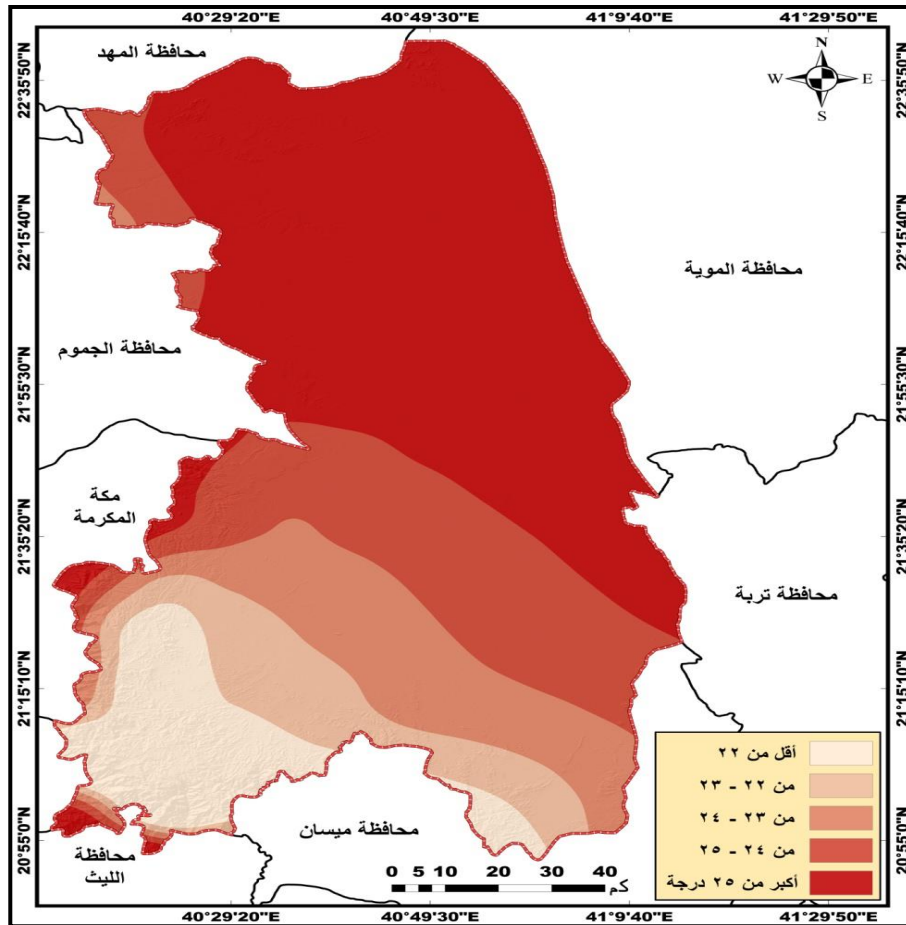 40°29'20"E
40°49'30"E
41°9'40"E
41°29'50"E
محافظة المهد
N
W
E
S
22°35'50"N
22°35'50"N
22°15'40"N
22°15'40"N
محافظة الموية
محافظة الجموم
21°55'30"N
21°55'30"N
مكة
المكرمة
21°35'20"N
21°35'20"N
محافظة تربة
21°15'10"N
21°15'10"N
أقل من ٢٢
من ٢٢ - ٢٣
من ٢٣ - ٢٤
من ٢٤ - ٢٥
أكبر من ٢٥ درجة
محافظة ميسان
20°55'0"N
20°55'0"N
محافظة
الليث
0 5 10 20 30 40
كم
40°29'20"E
40°49'30"E
41°9'40"E
41°29'50"E